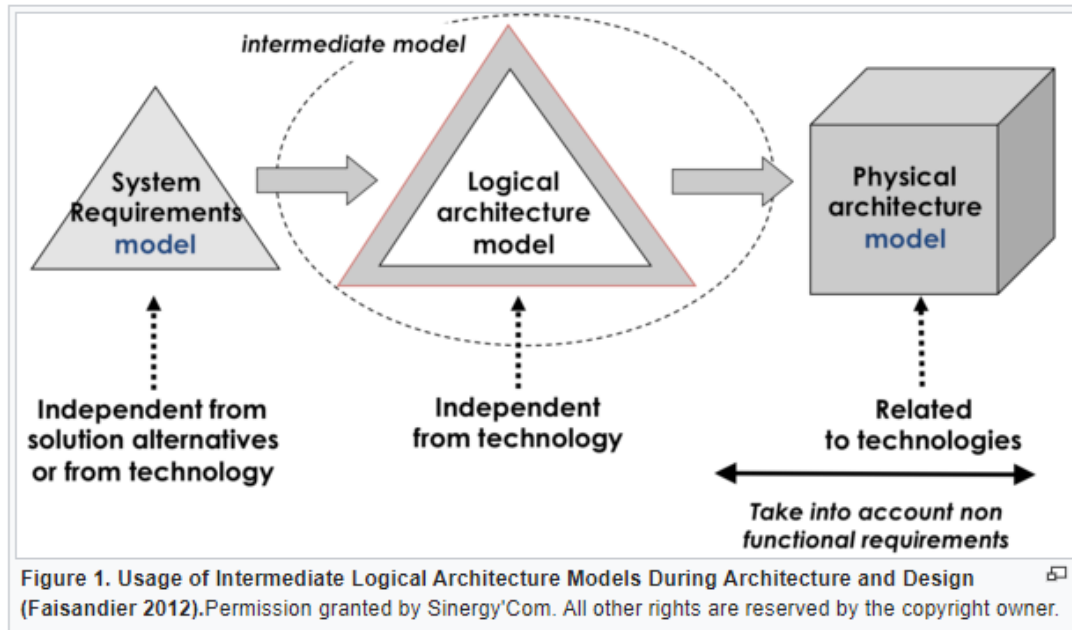 intermediate model
System
Requirements
model
Logical
architecture
model
Physical
architecture
model
Independent from
solution alternatives
or from technology
Independent
from technology
Related
to technologies
Take into account non
functional requirements
Figure 1. Usage of Intermediate Logical Architecture Models During Architecture and Design
(Faisandier 2012).Permission granted by Sinergy'Com. All other rights are reserved by the copyright owner.